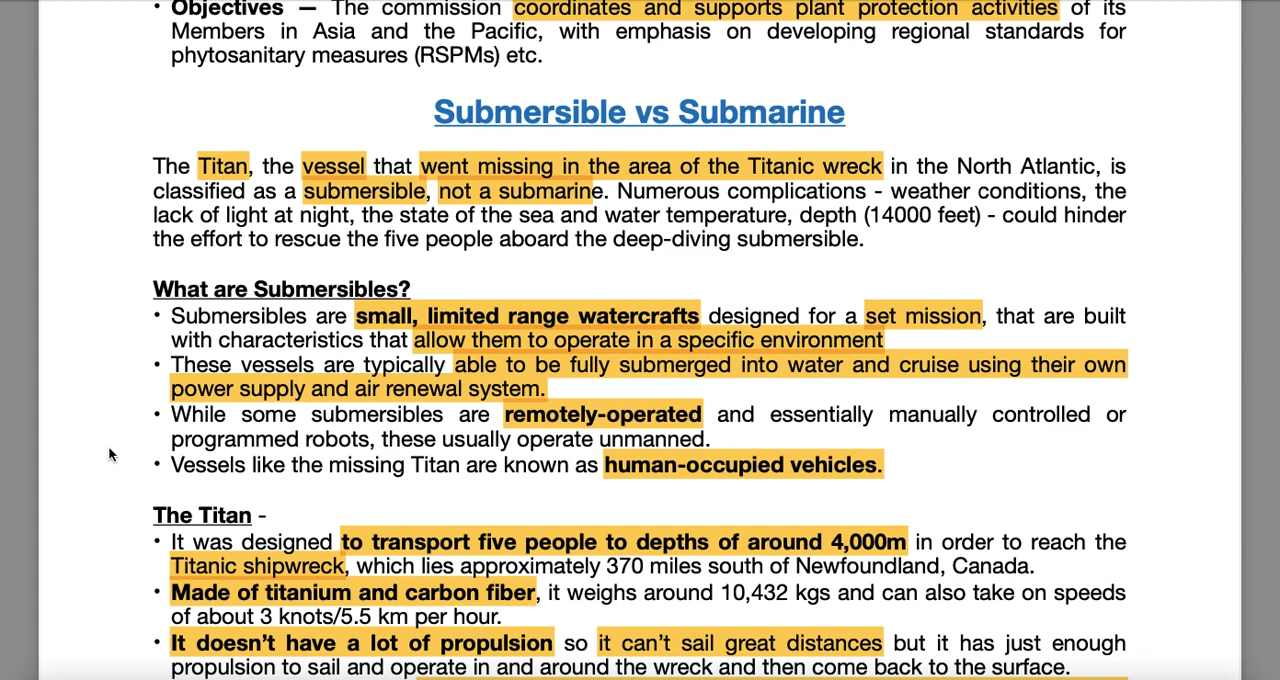 • Objectives — The commission coordinates and supports plant protection activities of its
Members in Asia and the Pacific, with emphasis on developing regional standards for
phytosanitary measures (RSPMs) etc.
Submersible vs Submarine
The Titan, the vessel that went missing in the area of the Titanic wreck in the North Atlantic, is
classified as a submersible, not a submarine. Numerous complications - weather conditions, the
lack of light at night, the state of the sea and water temperature, depth (14000 feet) - could hinder
the effort to rescue the five people aboard the deep-diving submersible.
What are Submersibles?
• Submersibles are small, limited range watercrafts designed for a set mission, that are built
with characteristics that allow them to operate in a specific environment
• These vessels are typically able to be fully submerged into water and cruise using their own
power supply and air renewal system.
• While some submersibles are remotely-operated and essentially manually controlled or
programmed robots, these usually operate unmanned.
• Vessels like the missing Titan are known as human-occupied vehicles.
The Titan -
• It was designed to transport five people to depths of around 4,000m in order to reach the
Titanic shipwreck, which lies approximately 370 miles south of Newfoundland, Canada.
• Made of titanium and carbon fiber, it weighs around 10,432 kgs and can also take on speeds
of about 3 knots/5.5 km per hour.
• It doesn’t have a lot of propulsion so it can’t sail great distances but it has just enough
propulsion to sail and operate in and around the wreck and then come back to the surface.